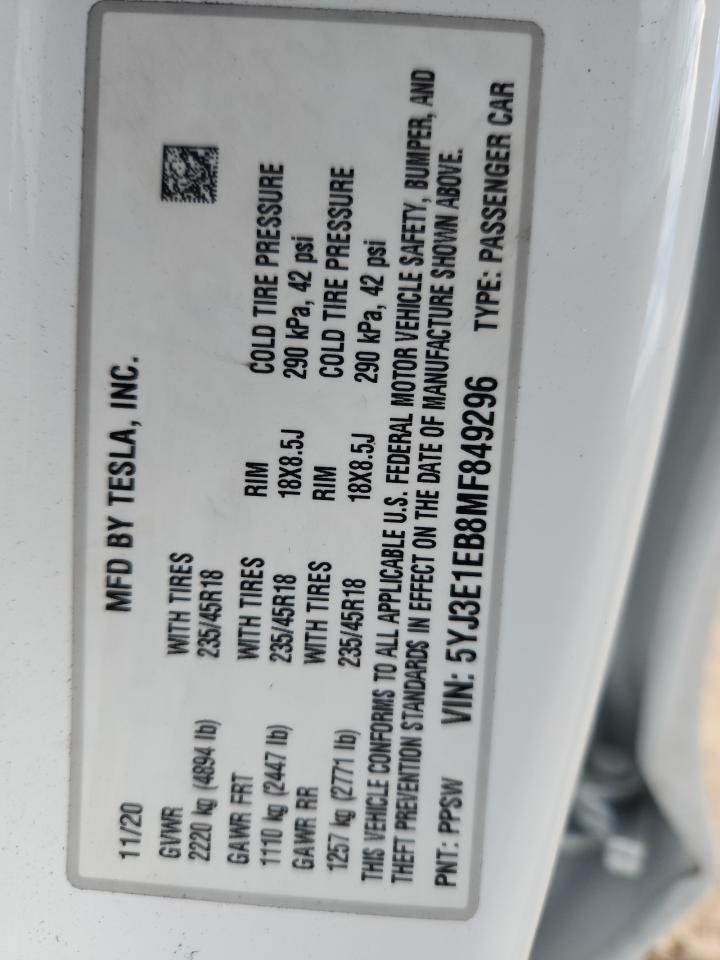 11/20 MFD BY TESLA, INC.
GVWR WITH TIRES
2220 kg (4894 lb) 235/45R18
GAWR FRT WITH TIRES RIM COLD TIRE PRESSURE
1110 kg (2447 lb) 235/45R18 18X8.5J 290 kPa, 42 psi
GAWR RR WITH TIRES RIM COLD TIRE PRESSURE
1257 kg (2771 lb) 235/45R18 18X8.5J 290 kPa, 42 psi
THIS VEHICLE CONFORMS TO ALL APPLICABLE U.S. FEDERAL MOTOR VEHICLE SAFETY, BUMPER, AND
THEFT PREVENTION STANDARDS IN EFFECT ON THE DATE OF MANUFACTURE SHOWN ABOVE.
PNT: PPSW VIN: 5YJ3E1EB8MF849296 TYPE: PASSENGER CAR